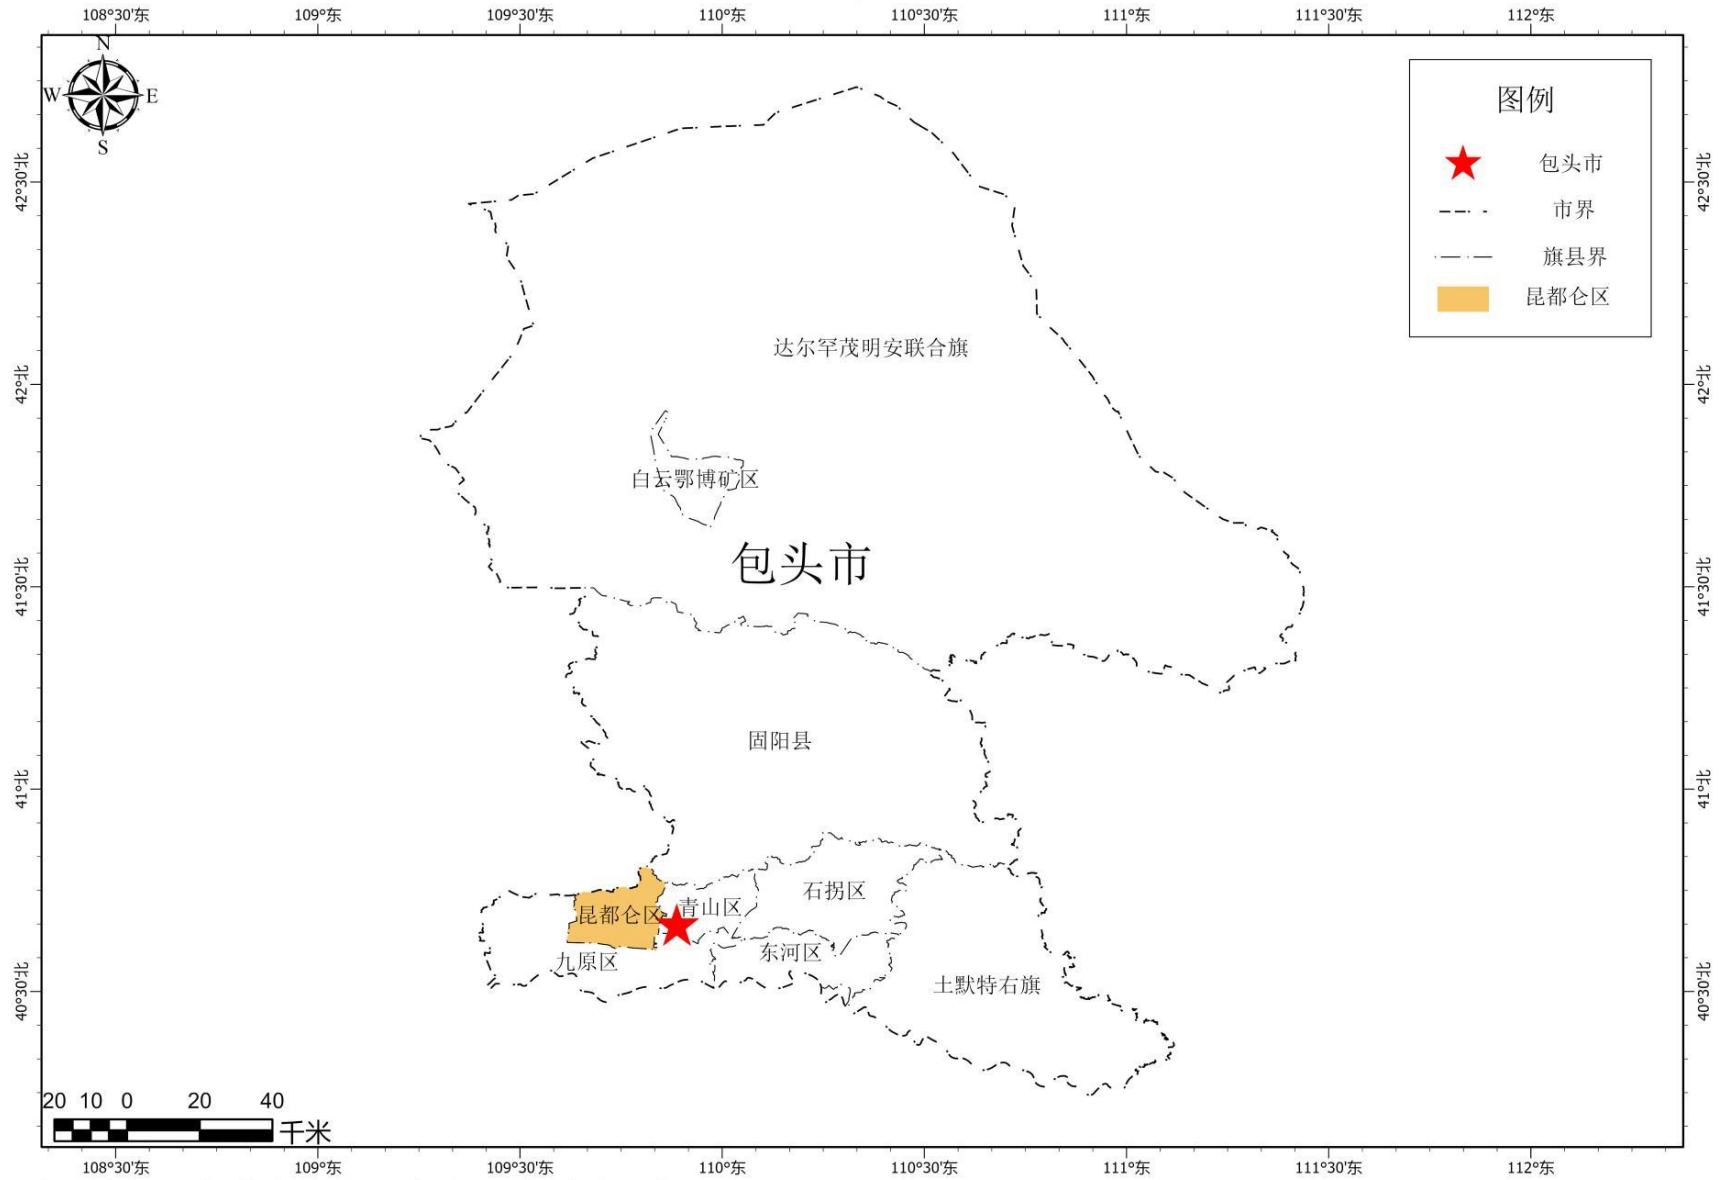 108°30'东 109°东 109°30'东 110°东 110°30'东 111°东 111°30'东 112°东
N
W E
S
图例
包头市
市界
旗县界
昆都仑区
42°30'北 42°30'北
达尔罕茂明安联合旗
42°北 42°北
白云鄂博矿区
包头市
41°30'北 41°30'北
固阳县
41°北 41°北
石拐区
青山区
昆都仑区
东河区
九原区
土默特右旗
40°30'北 40°30'北
20 10 0 20 40
千米
108°30'东 109°东 109°30'东 110°东 110°30'东 111°东 111°30'东 112°东